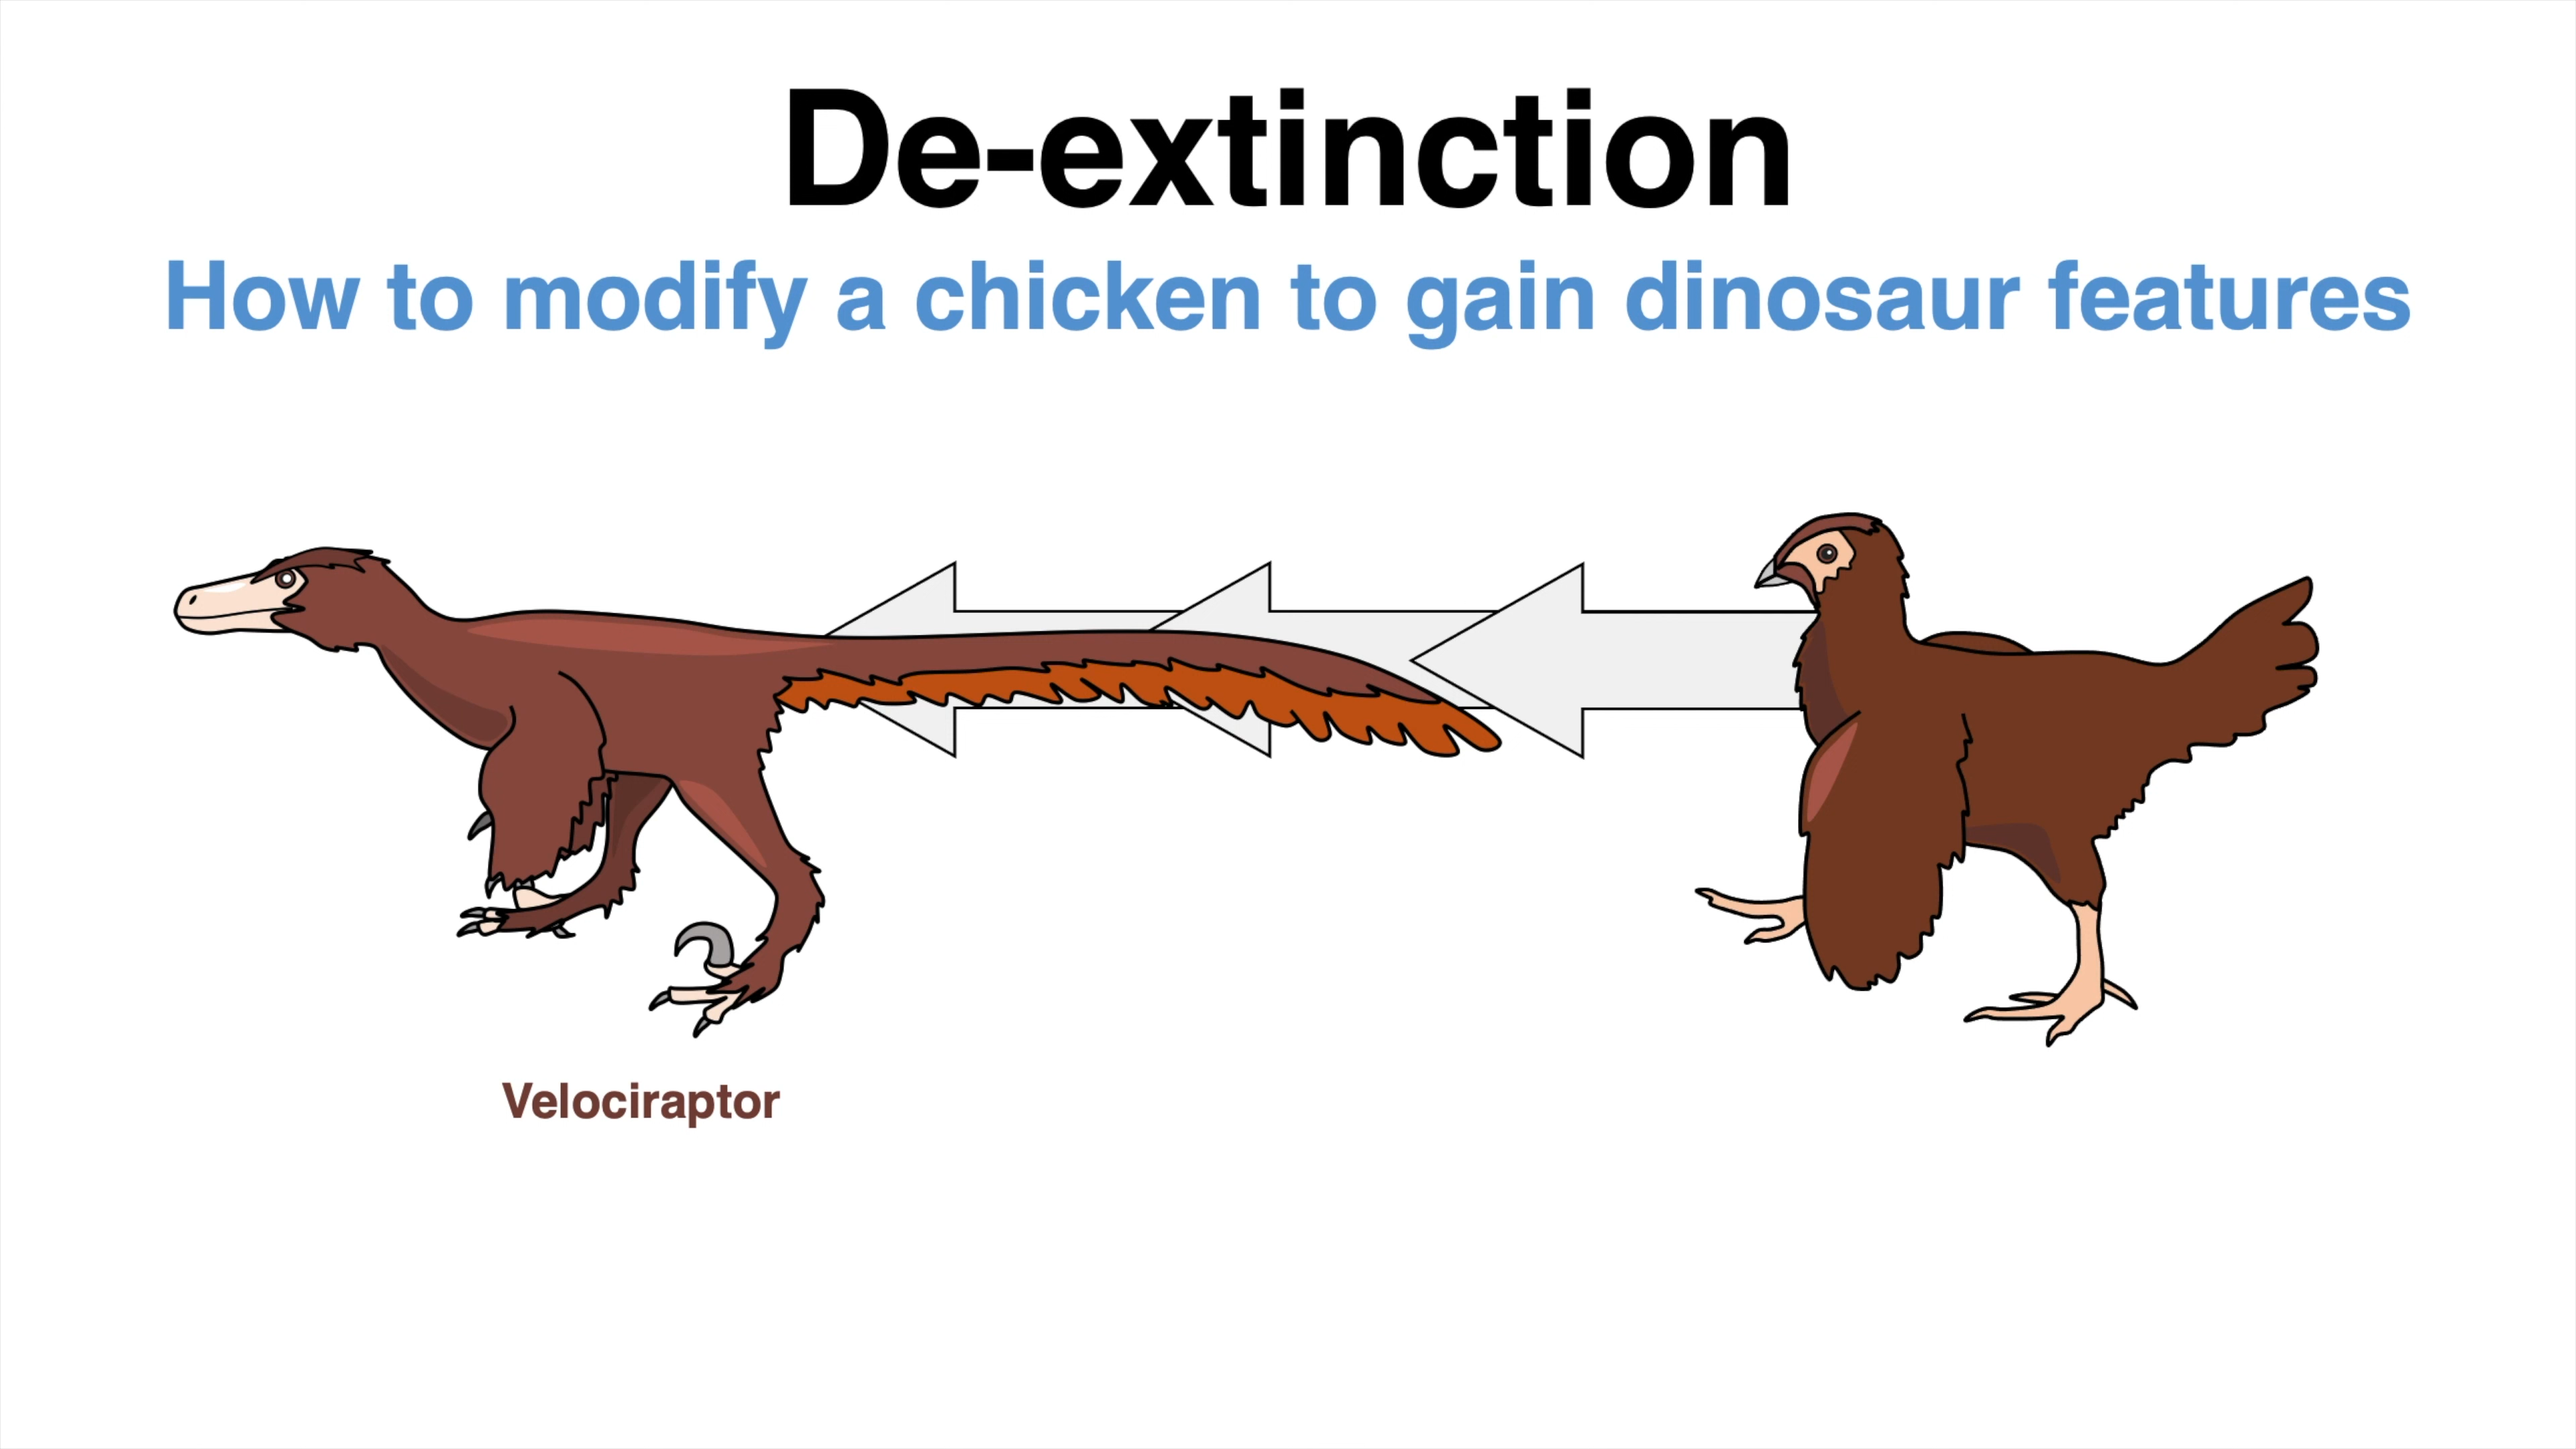 De-extinction
How to modify a chicken to gain dinosaur features
Velociraptor